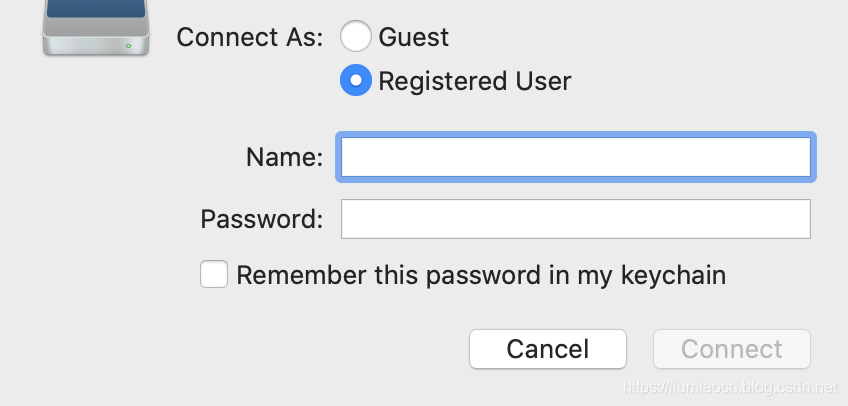 Connect As: Guest
Registered User
Name:
Password:
Remember this password in my keychain
Cancel Connect
https://liumiaocn.blog.csdn.net